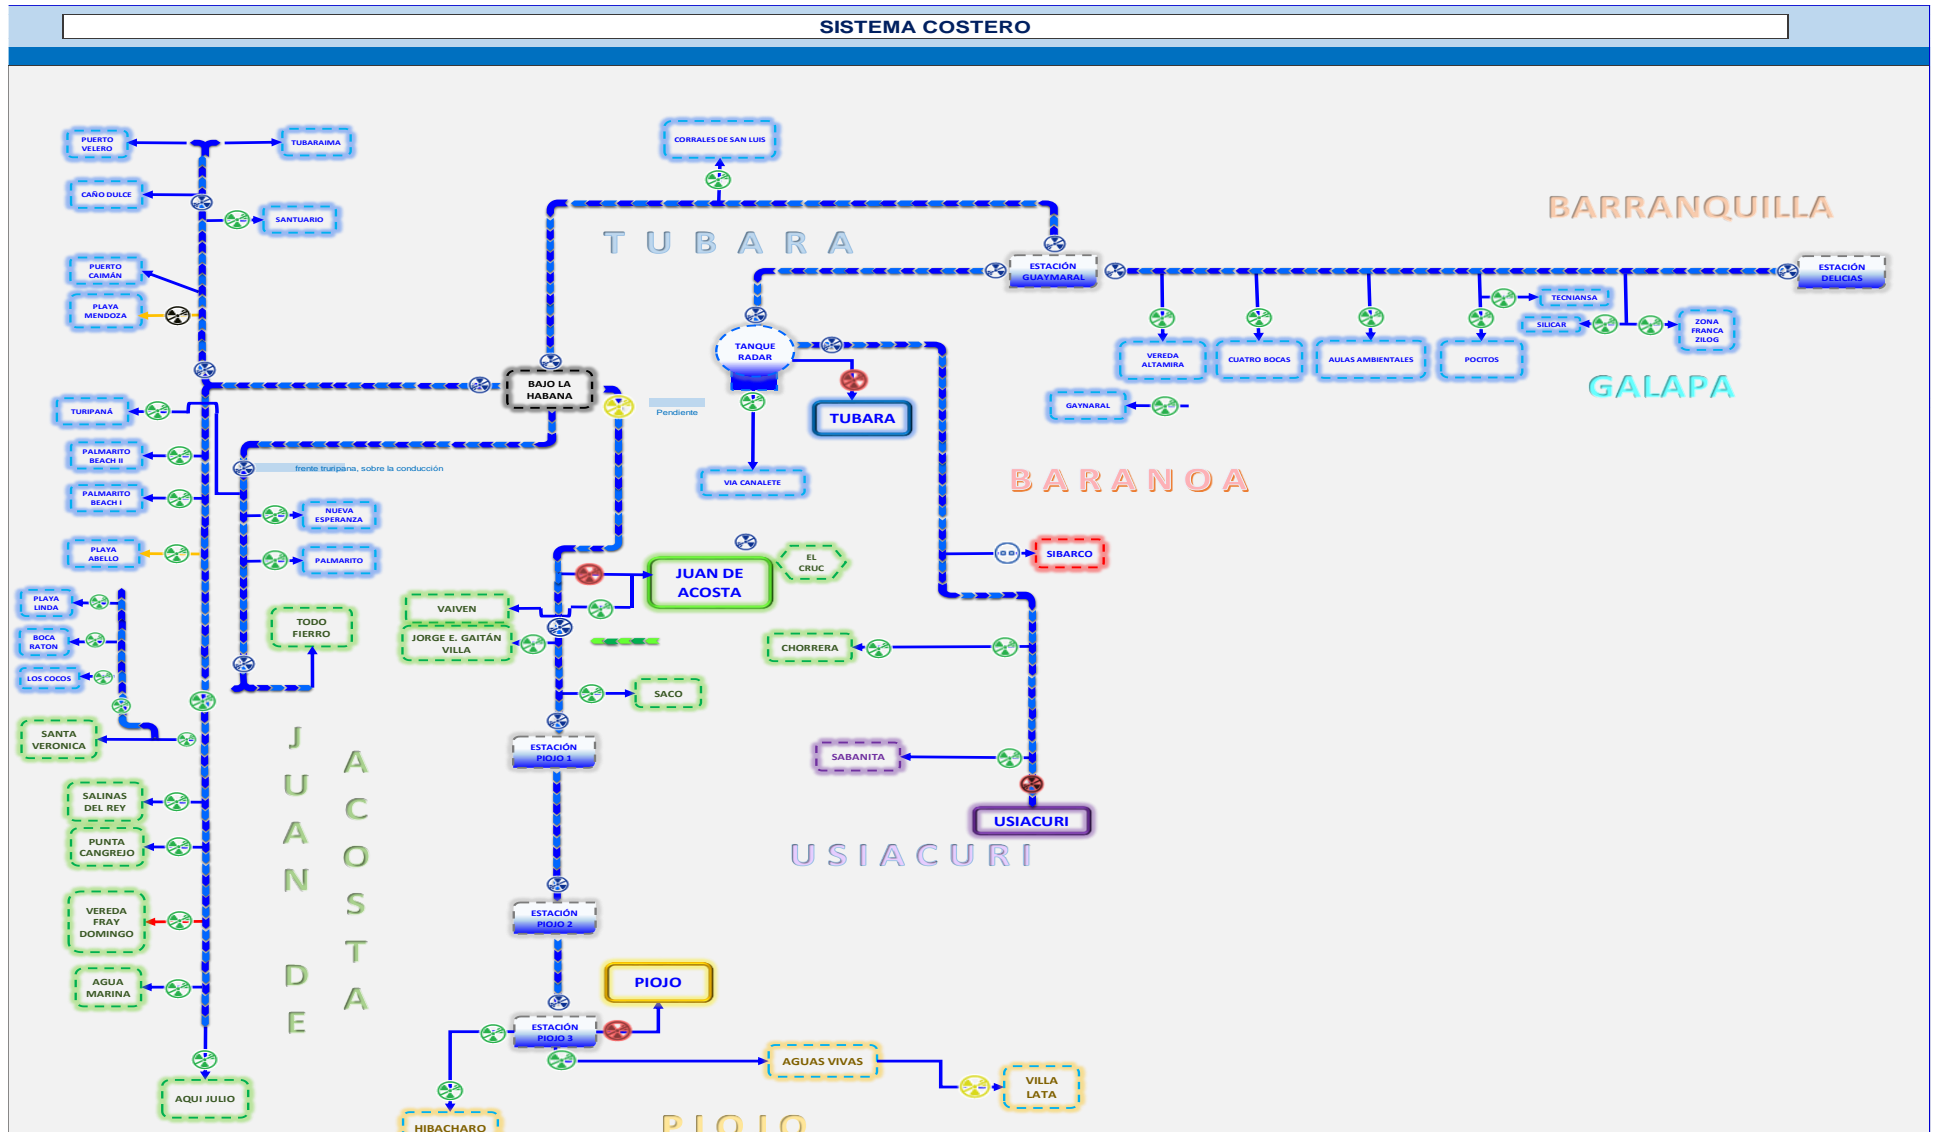 SISTEMA COSTERO
PUERTO
VELERO
TUBARAIMA
CORRALES DE SAN LUIS
CAÑO DULCE
SANTUARIO
BARRANQUILLA
TUBARA
PUERTO
CAIMÁN
ESTACIÓN
GUAYMARAL
ESTACIÓN
DELICIAS
PLAYA
MENDOZA
TECNIANSA
SILICAR
ZONA
FRANCA
ZILOG
TANQUE
RADAR
VEREDA
ALTAMIRA
CUATRO BOCAS
AULAS AMBIENTALES
POCITOS
BAJO LA
HABANA
GALAPA
TURIPANÁ
Pendiente
TUBARA
GAYNARAL
PALMARITO
BEACH II
frente truripana, sobre la conducción
VIA CANALETE
BARANOA
PALMARITO
BEACH I
NUEVA
ESPERANZA
PLAYA
ABELLO
PALMARITO
SIBARCO
JUAN DE
ACOSTA
EL
CRUC
PLAYA
LINDA
VAIVEN
TODO
FIERRO
BOCA
RATON
JORGE E. GAITÁN
VILLA
CHORRERA
LOS COCOS
SACO
SANTA
VERONICA
JUAN DE
ACOSTA
ESTACIÓN
PIOJO 1
SABANITA
SALINAS
DEL REY
USIACURI
PUNTA
CANGREJO
USIACURI
VEREDA
FRAY
DOMINGO
ESTACIÓN
PIOJO 2
AGUA
MARINA
PIOJO
ESTACIÓN
PIOJO 3
AGUAS VIVAS
VILLA
LATA
AQUI JULIO
HIBACHARO
PIOJO